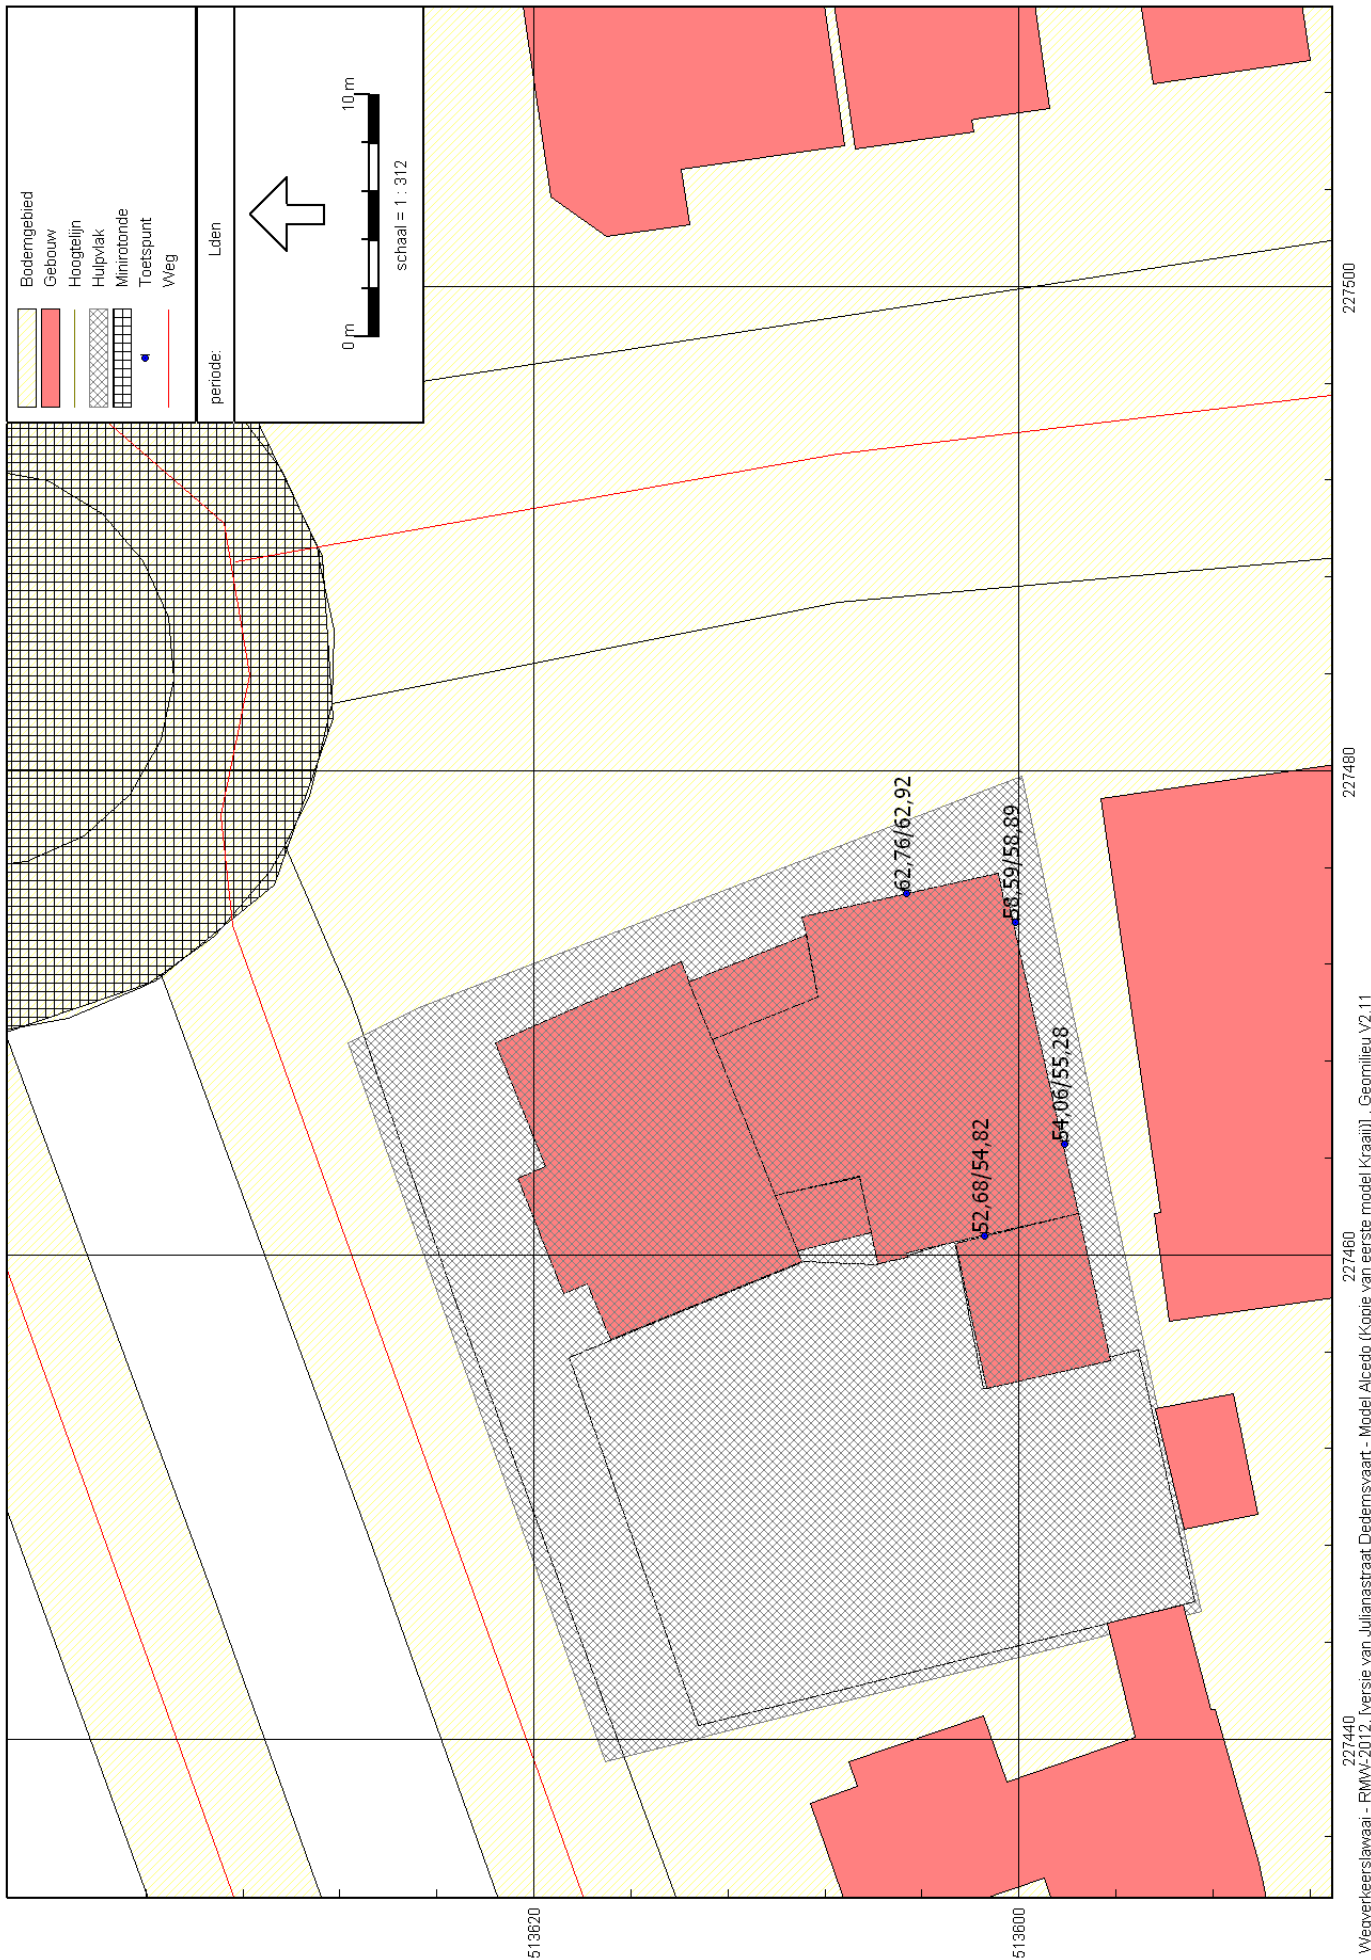 Bodemgebied
Gebouw
Hoogtelijn
Hulpvlak
Minirotonde
Toetspunt
Weg
periode: Lden
0 m 10 m
schaal = 1 : 312
62,76/62,92
58,59/58,89
54,06/55,28
52,68/54,82
227440
227460
227480
227500
513620
513600
Wegverkeerslawaai - RMW-2012, [versie van Julianastraat Dedemsvaart - Model Alcedo (Kopie van eerste model Kraaij)] , Geomilieu V2.11